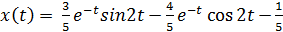 x(t) = 3/5 e^{-t} sin2t − 4/5 e^{-t} cos 2t − 1/5